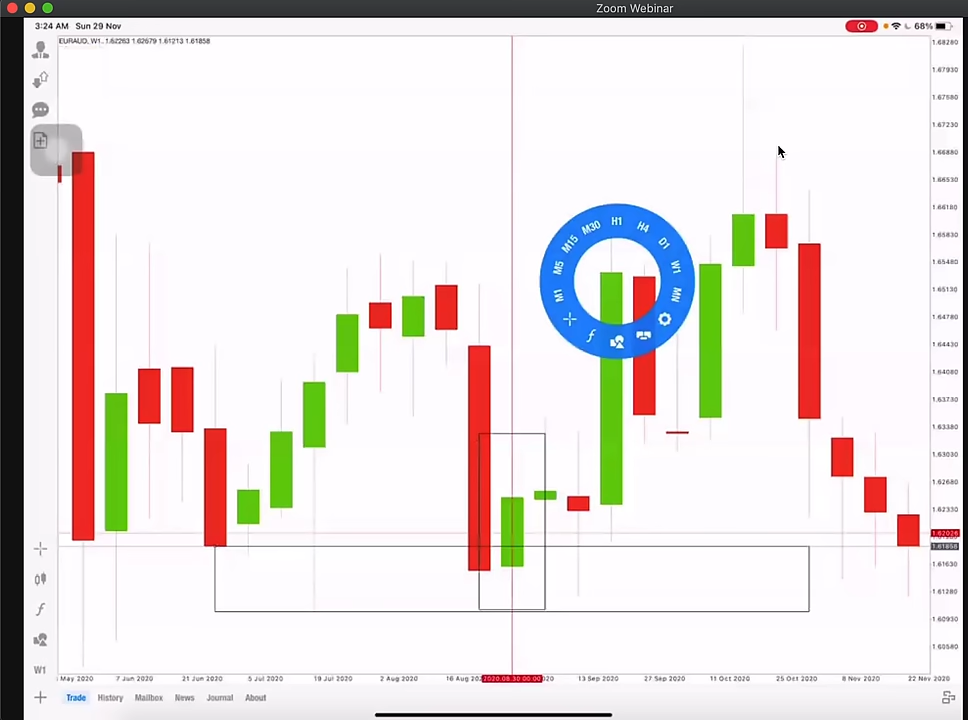 Zoom Webinar
3:24 AM Sun 29 Nov
68%
EURAUD, W1, 1.62263 1.62679 1.61213 1.61858
1.68280
1.67930
1.67580
1.67230
1.66880
1.66530
1.66180
1.65830
1.65480
1.65130
1.64780
1.64430
1.64080
1.63730
1.63380
1.63030
1.62680
1.62330
1.62026
1.61858
1.61630
1.61280
1.60930
1.60580
M1 M5 M15 M30 H1 H4 D1 W1 MN
f
f
W1
May 2020 7 Jun 2020 21 Jun 2020 5 Jul 2020 19 Jul 2020 2 Aug 2020 16 Aug 2020.08.30 00:00 020 13 Sep 2020 27 Sep 2020 11 Oct 2020 25 Oct 2020 8 Nov 2020 22 Nov 2020
Trade History Mailbox News Journal About